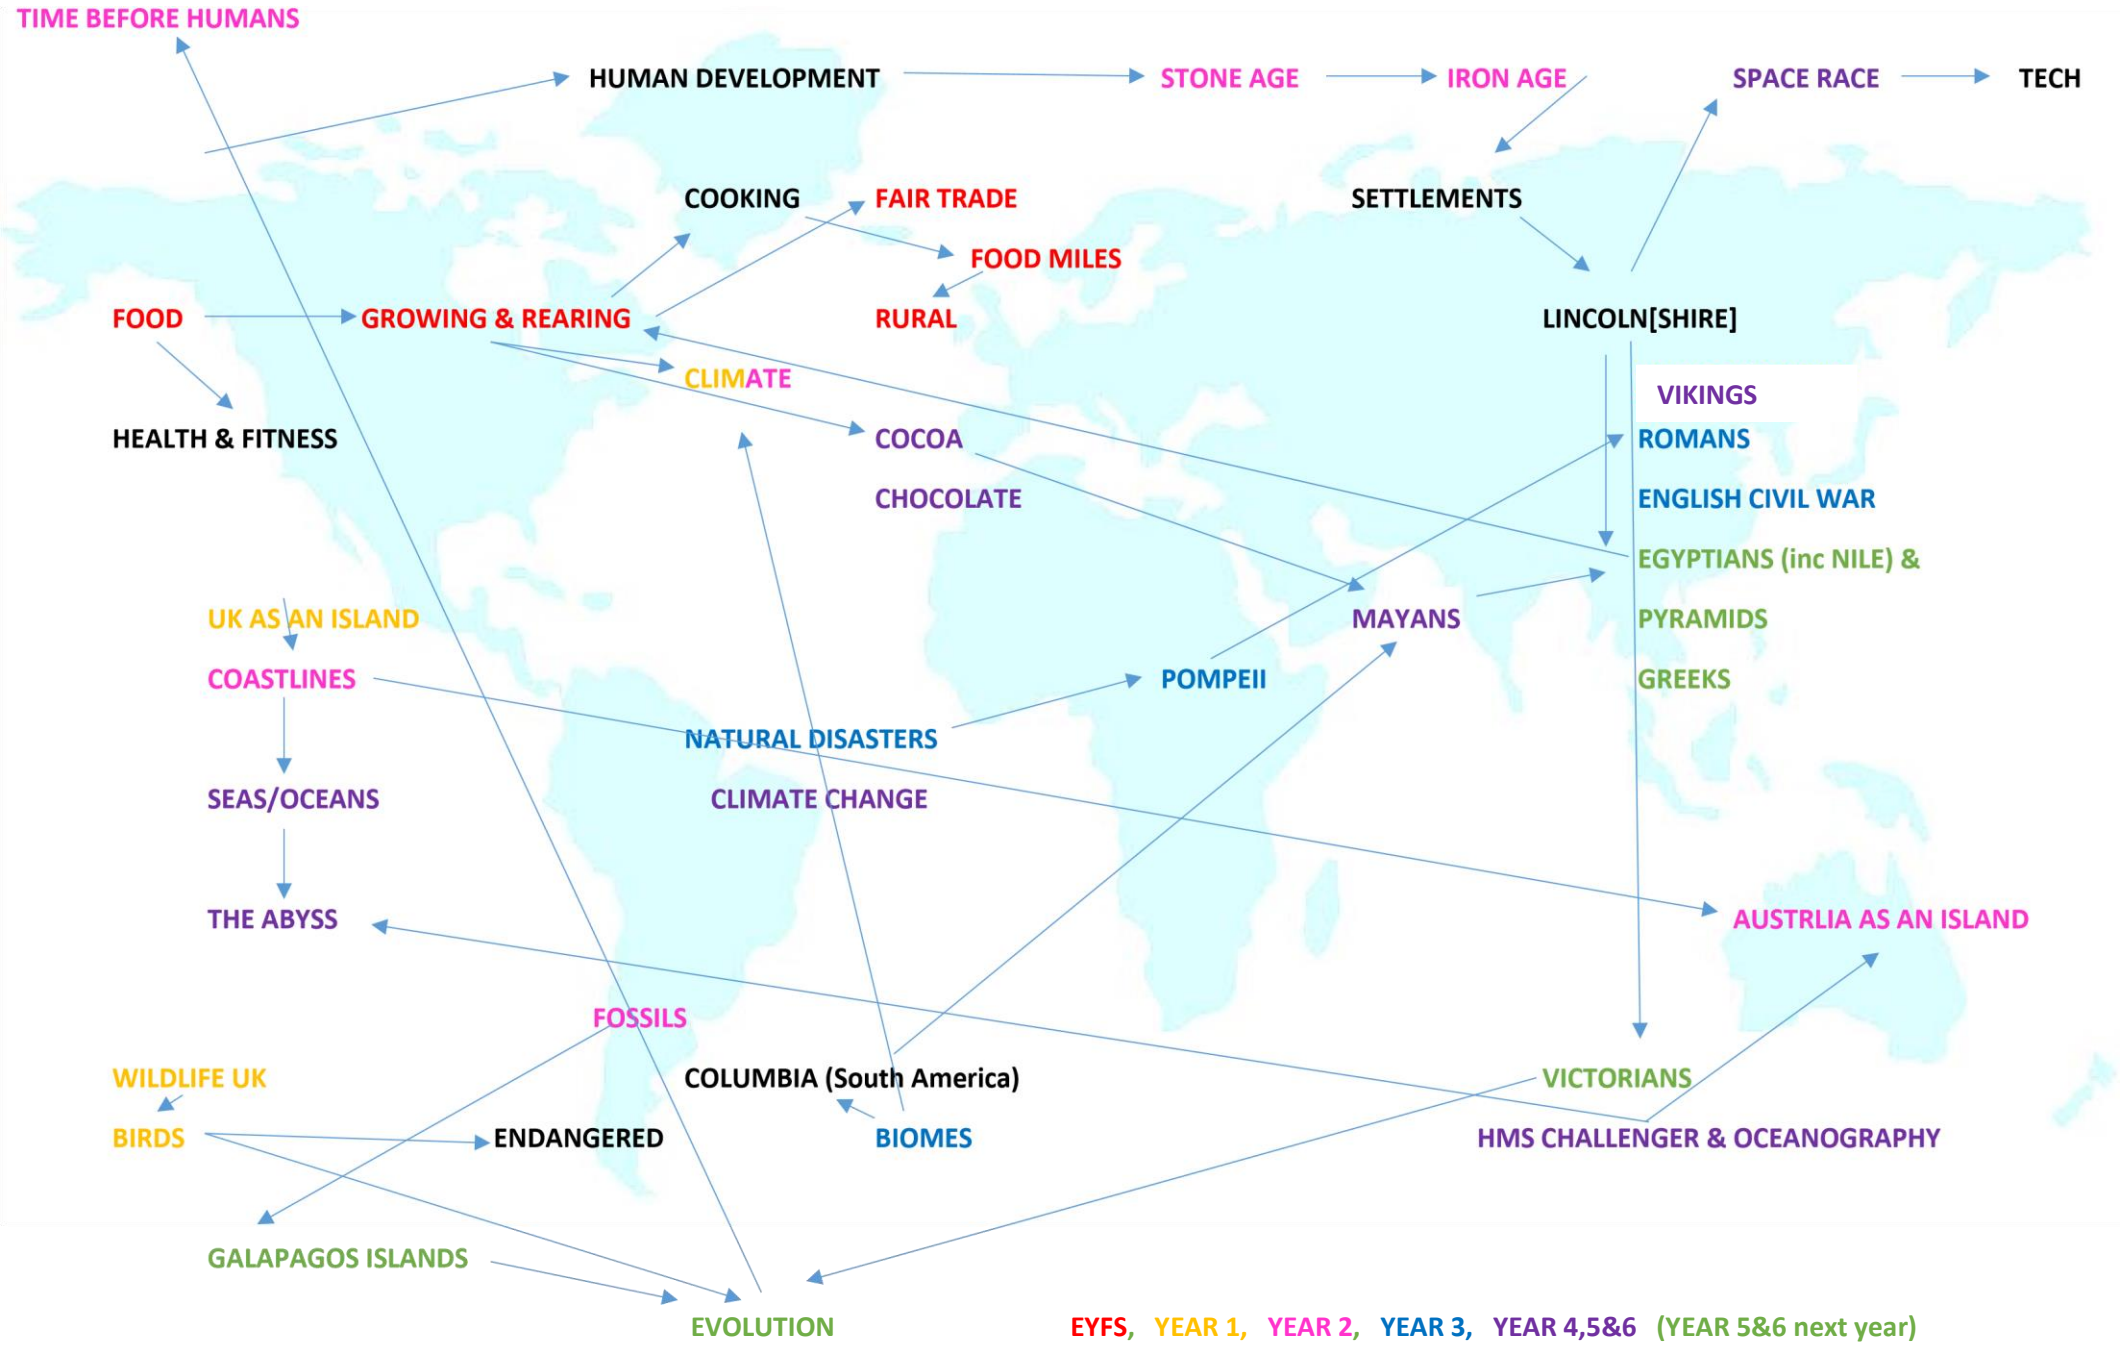 TIME BEFORE HUMANS
HUMAN DEVELOPMENT
STONE AGE
IRON AGE
SPACE RACE
TECH
COOKING
FAIR TRADE
SETTLEMENTS
FOOD MILES
FOOD
GROWING & REARING
RURAL
LINCOLN[SHIRE]
CLIMATE
VIKINGS
HEALTH & FITNESS
COCOA
ROMANS
CHOCOLATE
ENGLISH CIVIL WAR
EGYPTIANS (inc NILE) &
UK AS AN ISLAND
MAYANS
PYRAMIDS
COASTLINES
POMPEII
GREEKS
NATURAL DISASTERS
SEAS/OCEANS
CLIMATE CHANGE
THE ABYSS
AUSTRLIA AS AN ISLAND
FOSSILS
WILDLIFE UK
COLUMBIA (South America)
VICTORIANS
BIRDS
ENDANGERED
BIOMES
HMS CHALLENGER & OCEANOGRAPHY
GALAPAGOS ISLANDS
EVOLUTION
EYFS, YEAR 1, YEAR 2, YEAR 3, YEAR 4,5&6 (YEAR 5&6 next year)